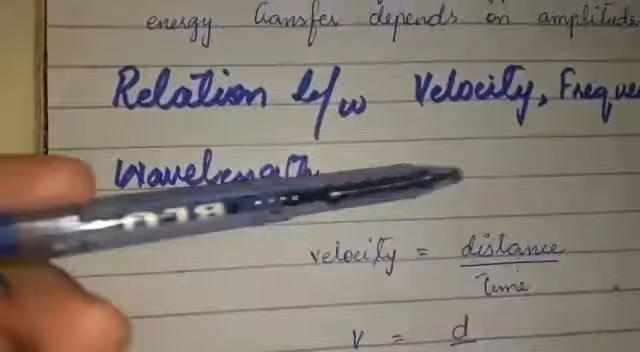 energy transfer depends on amplitude
Relation b/w Velocity, Freque
Wavelength
velocity = distance
Time
V = d